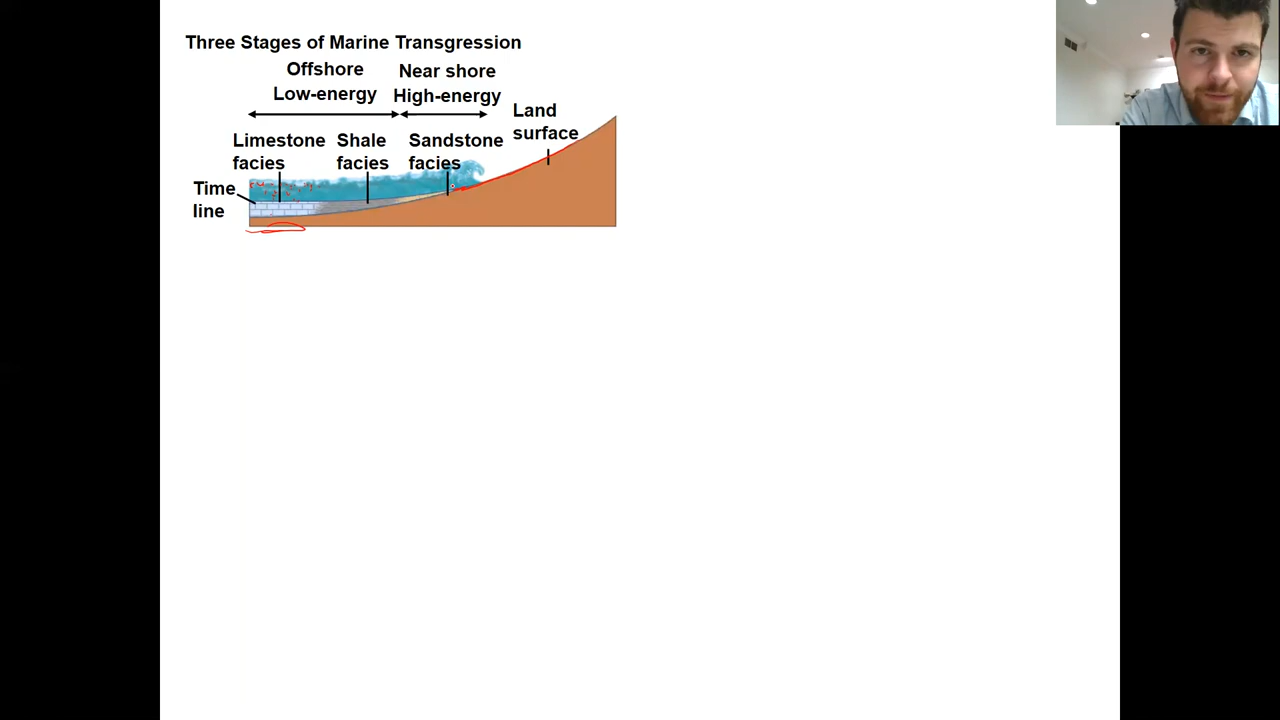 Three Stages of Marine Transgression
Offshore
Low-energy
Near shore
High-energy
Land
surface
Limestone
facies
Shale
facies
Sandstone
facies
Time
line